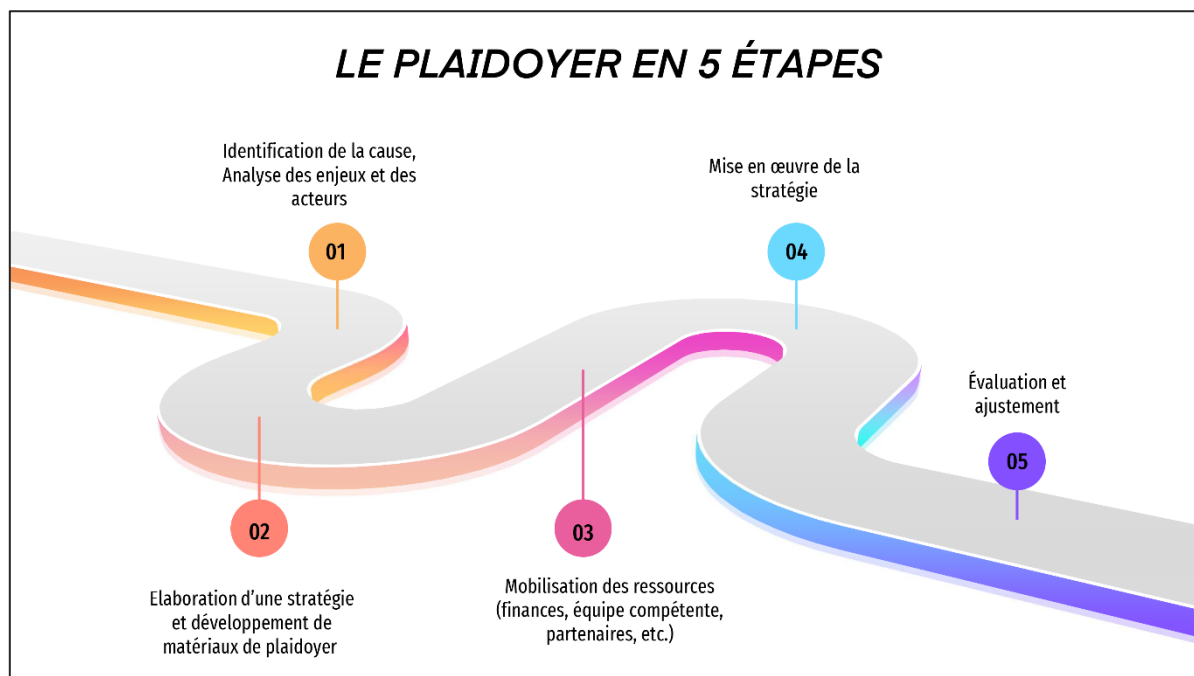 LE PLAIDOYER EN 5 ÉTAPES
Identification de la cause,
Analyse des enjeux et des
acteurs
01
02
Elaboration d’une stratégie
et développement de
matériaux de plaidoyer
03
Mobilisation des ressources
(finances, équipe compétente,
partenaires, etc.)
Mise en œuvre de la
stratégie
04
Évaluation et
ajustement
05